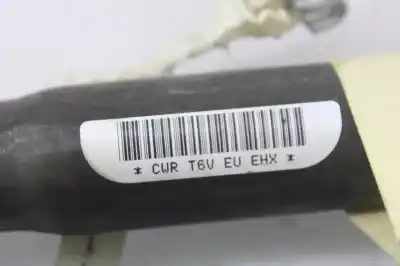 * CWR T6V EU EHX *